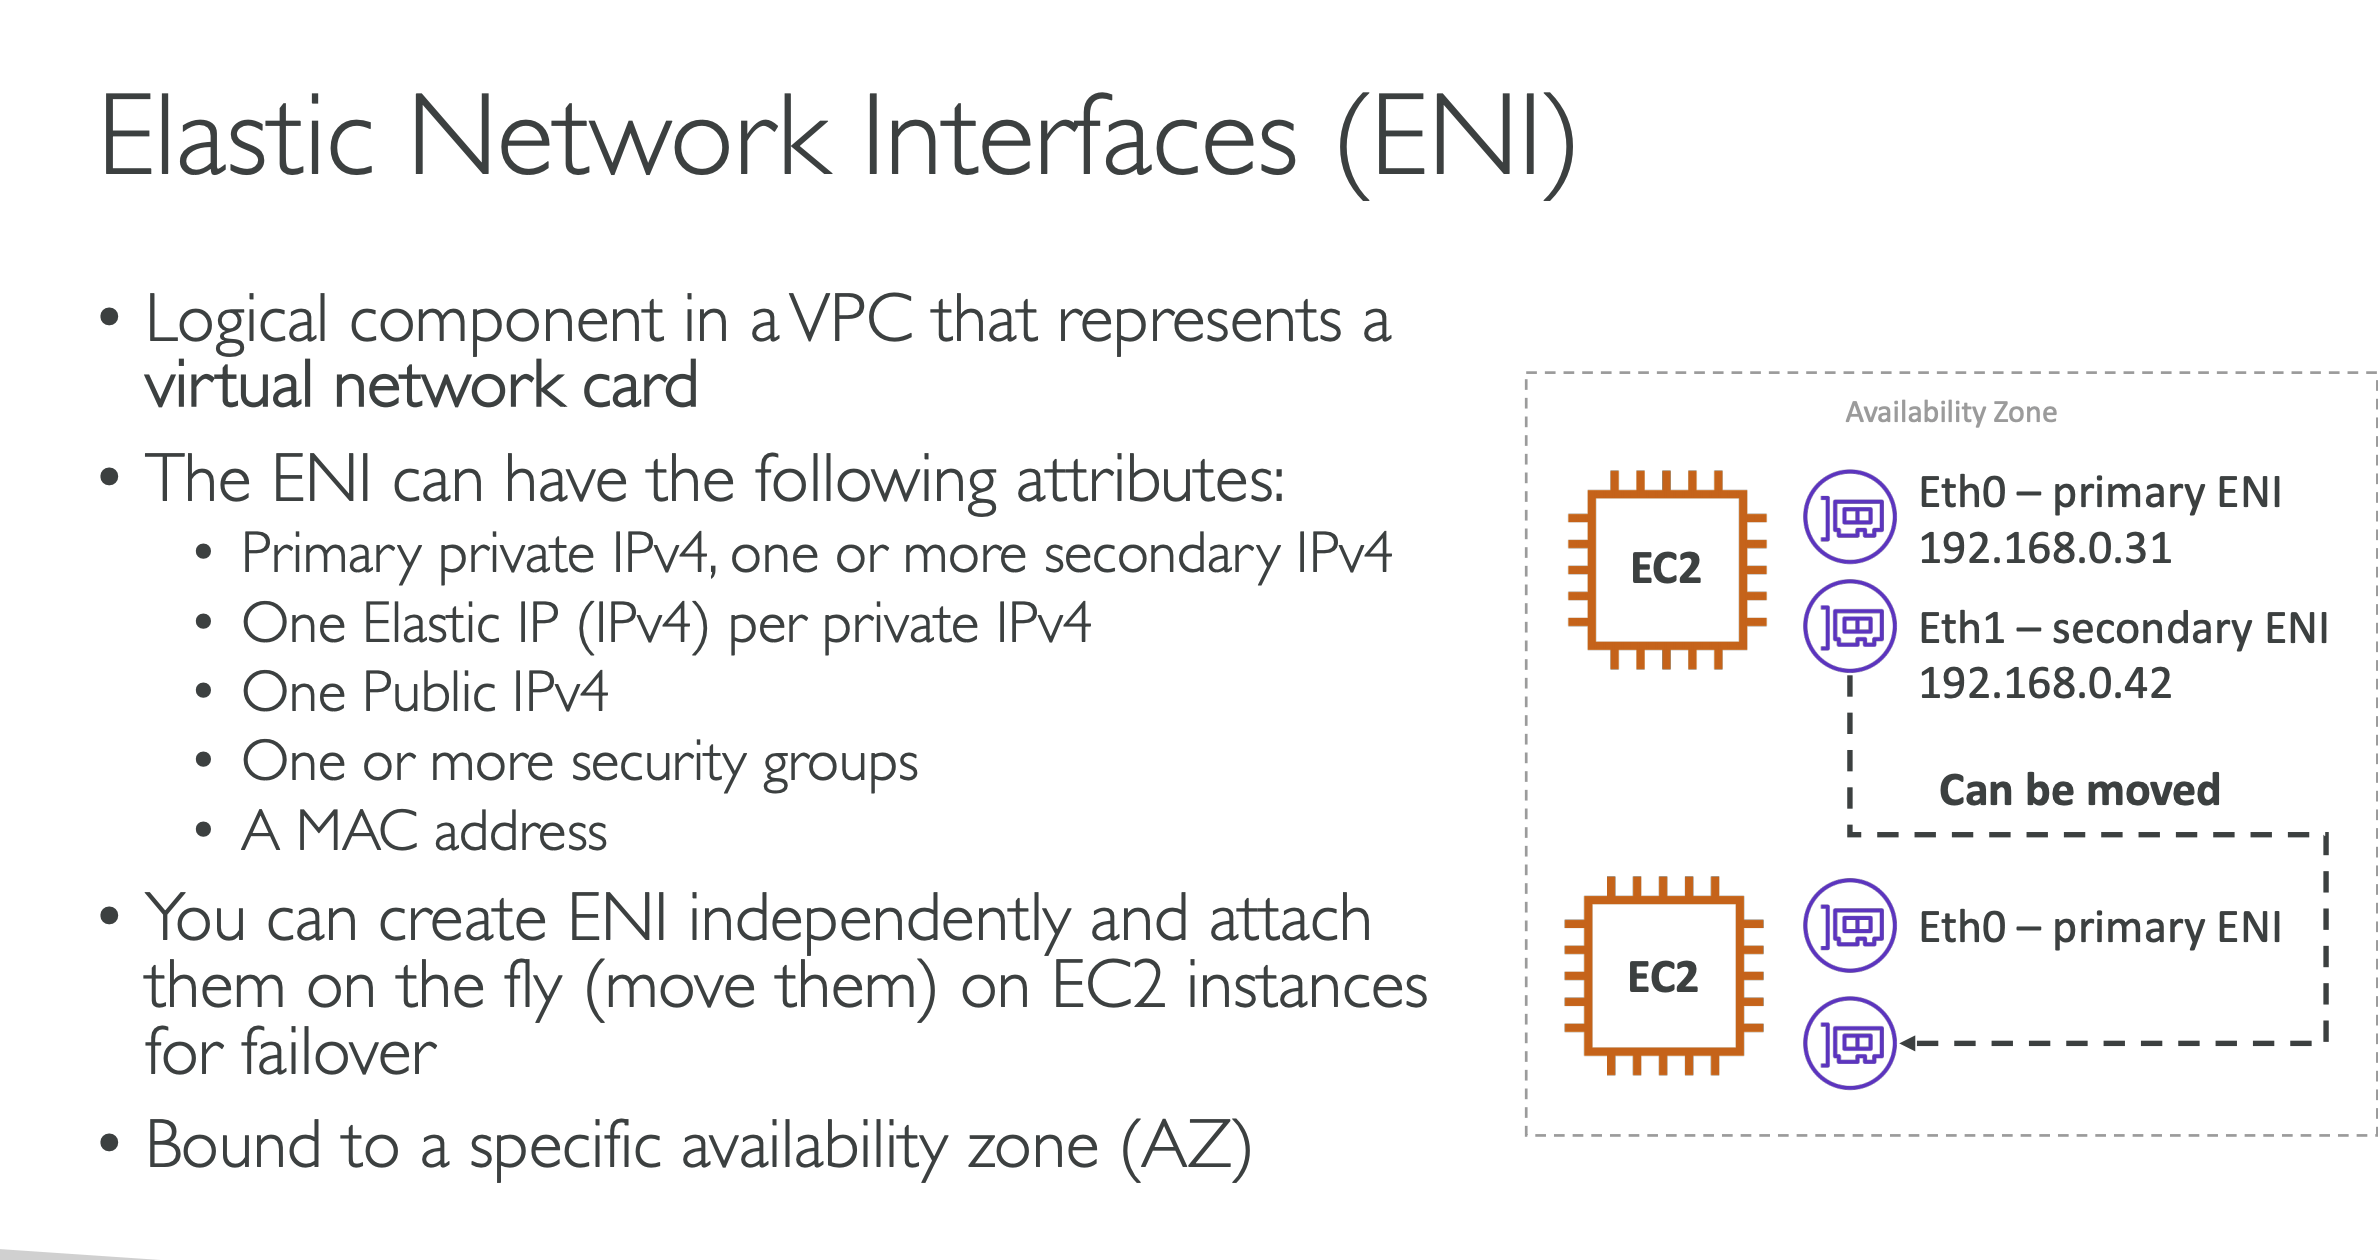 Elastic Network Interfaces (ENI)
• Logical component in a VPC that represents a
virtual network card
• The ENI can have the following attributes:
• Primary private IPv4, one or more secondary IPv4
• One Elastic IP (IPv4) per private IPv4
• One Public IPv4
• One or more security groups
• A MAC address
• You can create ENI independently and attach
them on the fly (move them) on EC2 instances
for failover
• Bound to a specific availability zone (AZ)
Availability Zone
EC2
Eth0 – primary ENI
192.168.0.31
Eth1 – secondary ENI
192.168.0.42
Can be moved
EC2
Eth0 – primary ENI